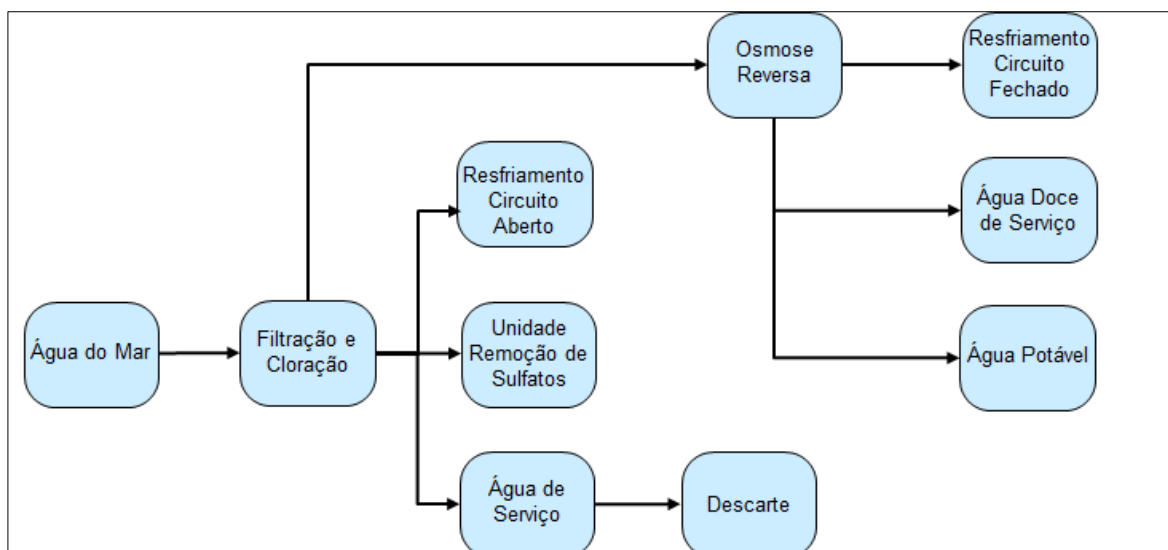 Osmose
Reversa
Resfriamento
Circuito
Fechado
Resfriamento
Circuito
Aberto
Água Doce
de Serviço
Água do Mar
Filtração e
Cloração
Unidade
Remoção de
Sulfatos
Água Potável
Água de
Serviço
Descarte